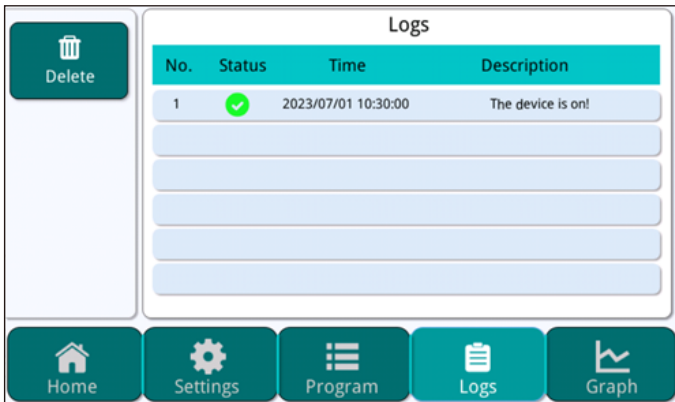 Logs
Delete
No. Status Time Description
1 2023/07/01 10:30:00 The device is on!
Home Settings Program Logs Graph